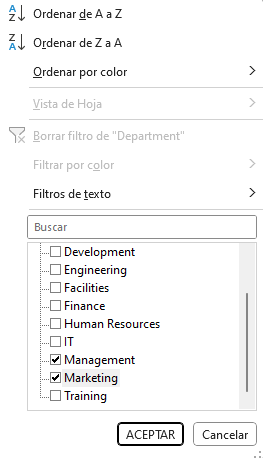 Ordenar de A a Z
Ordenar de Z a A
Ordenar por color
Vista de Hoja
Borrar filtro de "Department"
Filtrar por color
Filtros de texto
Buscar
Development
Engineering
Facilities
Finance
Human Resources
IT
Management
Marketing
Training
ACEPTAR
Cancelar